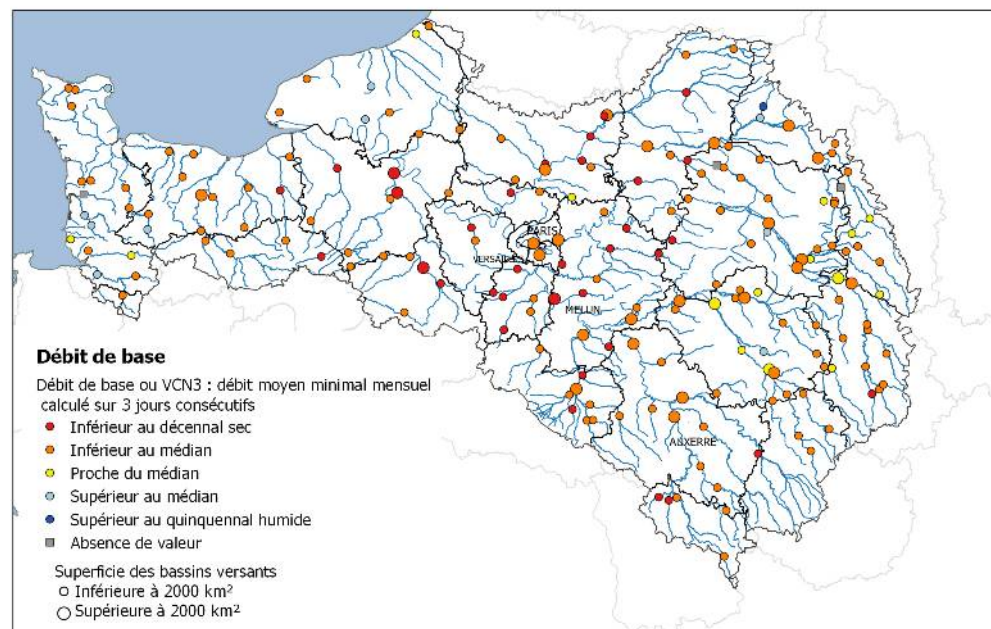 PARIS
VERSAILLES
MELUN
AUXERRE
Débit de base
Débit de base ou VCN3 : débit moyen minimal mensuel
calculé sur 3 jours consécutifs
Inférieur au décennal sec
Inférieur au médian
Proche du médian
Supérieur au médian
Supérieur au quinquennal humide
Absence de valeur
Superficie des bassins versants
Inférieure à 2000 km²
Supérieure à 2000 km²